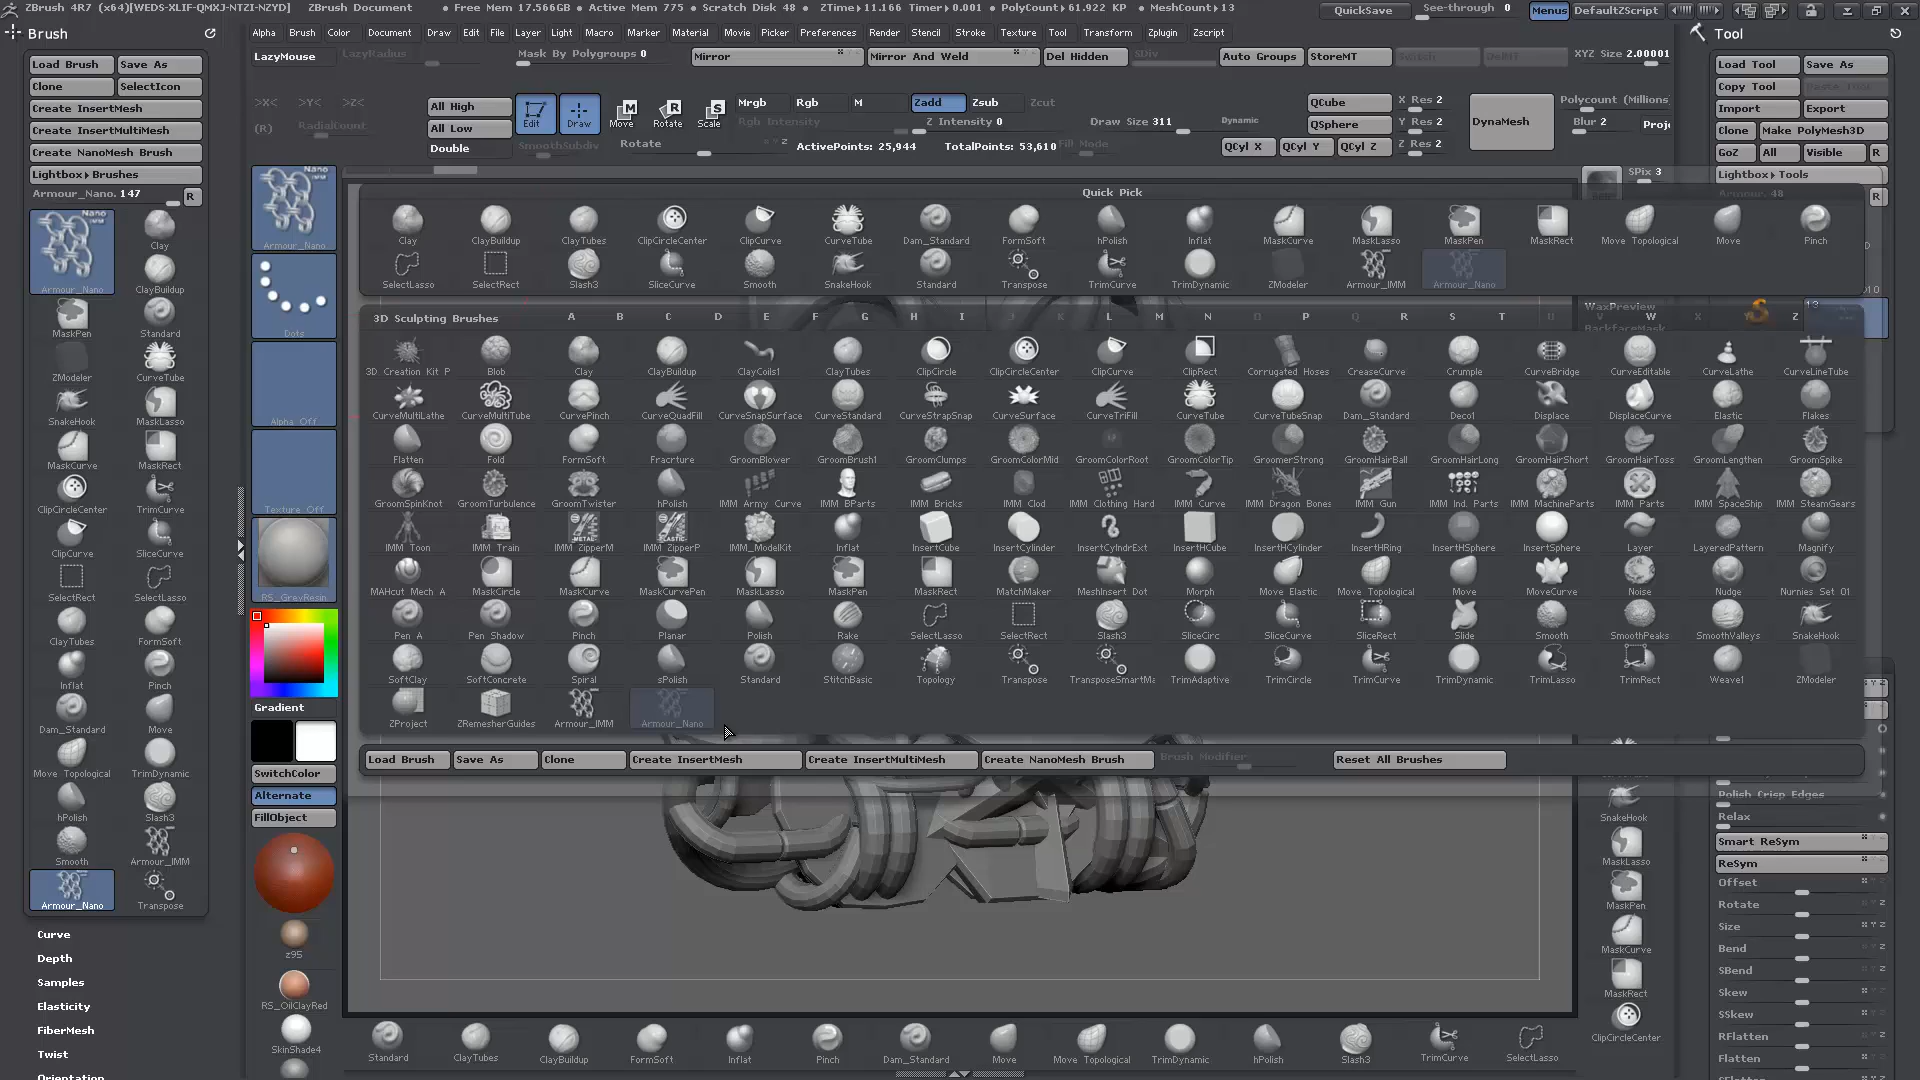 ZBrush 4R7 (x64)[WEDS-XLIF-QMXJ-NTZI-NZYD] ZBrush Document • Free Mem 17.566GB • Active Mem 775 • Scratch Disk 48 • ZTime▶11.166 Timer▶0.001 • PolyCount▶61.922 KP • MeshCount▶13 QuickSave See-through 0 Menus DefaultZScript
Brush
Alpha Brush Color Document Draw Edit File Layer Light Macro Marker Material Movie Picker Preferences Render Stencil Stroke Texture Tool Transform Zplugin Zscript
Tool
LazyMouse LazyRadius Mask By Polygroups 0 Mirror Mirror And Weld Del Hidden SDiv Auto Groups StoreMT DelMT XYZ Size 2.00001
Load Brush Save As
Clone SelectIcon
Create InsertMesh
Create InsertMultiMesh
Create NanoMesh Brush
Lightbox▸Brushes
Armour_Nano. 147 R
>X< >Y< >Z<
(R) RadialCount
All High
All Low
Double
SmoothSubdiv
Edit Draw Move Rotate Scale
Rotate
Mrgb Rgb M Zadd Zsub Zcut
Rgb Intensity Z Intensity 0 Draw Size 311 Dynamic
ActivePoints: 25,944 TotalPoints: 53,610 Fill Mode
QCube X Res 2
QSphere Y Res 2
QCyl X QCyl Y QCyl Z Z Res 2
DynaMesh
Polycount (Millions)
Blur 2 Proj
Load Tool Save As
Copy Tool
Import Export
Clone Make PolyMesh3D
GoZ All Visible R
Lightbox▸Tools
Armour. 48 R
SPix 3
Quick Pick
Clay ClayBuildup ClayTubes ClipCircleCenter ClipCurve CurveTube Dam_Standard FormSoft hPolish Inflat MaskCurve MaskLasso MaskPen MaskRect Move Topological Move Pinch
SelectLasso SelectRect Slash3 SliceCurve Smooth SnakeHook Standard Transpose TrimCurve TrimDynamic ZModeler Armour_IMM Armour_Nano
3D Sculpting Brushes A B C D E F G H I J K L M N O P Q R S T U V W X Y Z
WaxPreview
BackfaceMask
3D Creation Kit P Blob Clay ClayBuildup ClayCoils1 ClayTubes ClipCircle ClipCircleCenter ClipCurve ClipRect Corrugated Hoses CreaseCurve Crumple CurveBridge CurveEditable CurveLathe CurveLineTube
CurveMultiLathe CurveMultiTube CurvePinch CurveQuadFill CurveSnapSurface CurveStandard CurveStrapSnap CurveSurface CurveTriFill CurveTube CurveTubeSnap Dam_Standard Deco1 Displace DisplaceCurve Elastic Flakes
Flatten Fold FormSoft Fracrture GroomBlower GroomBrush1 GroomClumps GroomColorMid GroomColorRoot GroomColorTip GroomerStrong GroomHairBall GroomHairLong GroomHairShort GroomHairToss GroomLengthen GroomSpike
GroomSpinKnot GroomTurbulence GroomTwister hPolish IMM Army Curve IMM BParts IMM Bricks IMM Clod IMM Clothing Hard IMM Curve IMM Dragon Bones IMM Gun IMM Ind. Parts IMM MachineParts IMM Parts IMM SpaceShip IMM SteamGears
IMM Toon IMM Train IMM ZipperM IMM ZipperP IMM_ModelKit Inflat InsertCube InsertCylinder InsertCylndrExt InsertHCube InsertHCylinder InsertHRing InsertHSphere InsertSphere Layer LayeredPattern Magnify
MAHcut Mech A MaskCircle MaskCurve MaskCurvePen MaskLasso MaskPen MaskRect MatchMaker MeshInsert Dot Morph Move Elastic Move Topological Move MoveCurve Noise Nudge Nurnies Set 01
Pen A Pen Shadow Pinch Planar Polish Rake SelectLasso SelectRect Slash3 SliceCirc SliceCurve SliceRect Slide Smooth SmoothPeaks SmoothValleys SnakeHook
SoftClay SoftConcrete Spiral sPolish Standard StitchBasic Topology Transpose TransposeSmartMa TrimAdaptive TrimCircle TrimCurve TrimDynamic TrimLasso TrimRect Weave1 ZModeler
ZProject ZRemesherGuides Armour_IMM Armour_Nano
Load Brush Save As Clone Create InsertMesh Create InsertMultiMesh Create NanoMesh Brush Brush Modifier Reset All Brushes
Nano
Armour_Nano
Clay
ClayBuildup
MaskPen Standard
ZModeler CurveTube
SnakeHook MaskLasso
MaskCurve MaskRect
ClipCircleCenter TrimCurve
ClipCurve SliceCurve
SelectRect SelectLasso
ClayTubes FormSoft
Inflat Pinch
Dam_Standard Move
Move Topological TrimDynamic
hPolish Slash3
Smooth Armour_IMM
Armour_Nano Transpose
Curve
Depth
Samples
Elasticity
FiberMesh
Twist
Orientation
Nano
Armour_Nano
Dots
Alpha Off
Texture Off
RS_GreyResin
Gradient
SwitchColor
Alternate
FillObject
z95
RS_OilClayRed
SkinShade4
SnakeHook
MaskLasso
MaskPen
MaskCurve
MaskRect
ClipCircleCenter
Polish Crisp Edges
Relax
Smart ReSym
ReSym
Offset
Rotate
Size
Bend
SBend
Skew
SSkew
RFlatten
Flatten
SFlatten
Standard ClayTubes ClayBuildup FormSoft Inflat Pinch Dam_Standard Move Move Topological TrimDynamic hPolish Slash3 TrimCurve SelectLasso